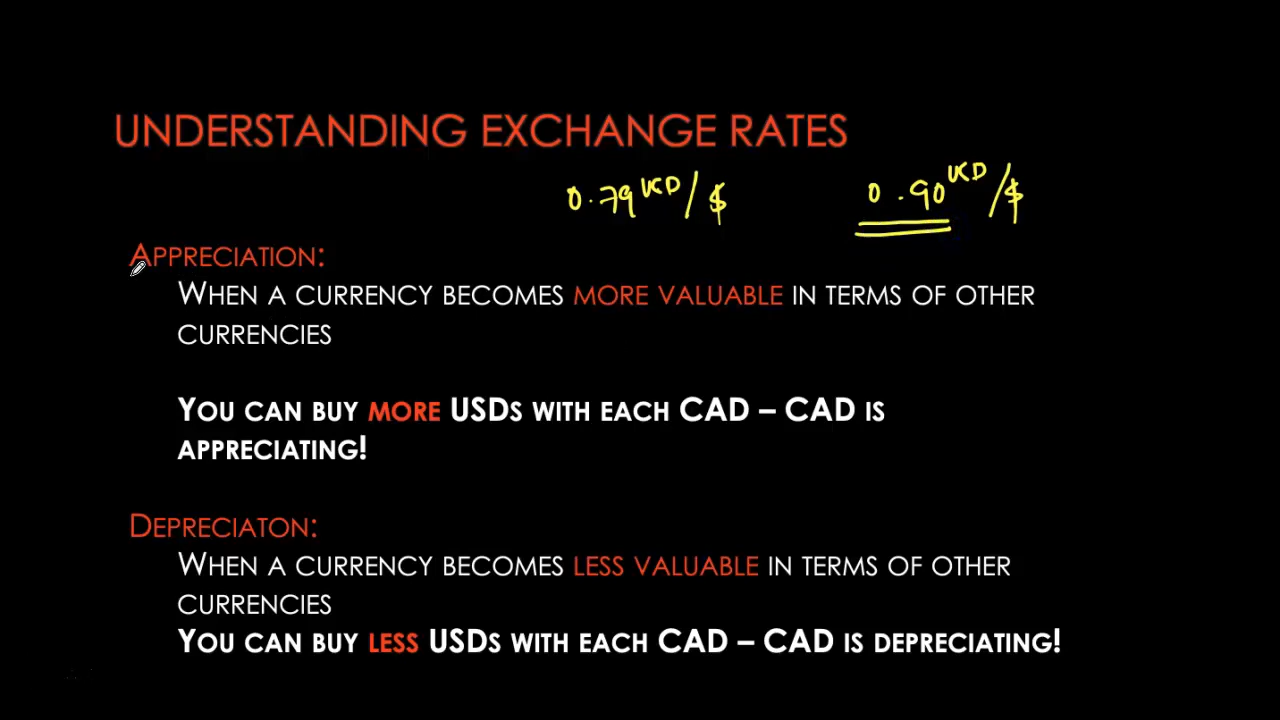 UNDERSTANDING EXCHANGE RATES
0.79 USD/$ 0.90 USD/$
APPRECIATION:
WHEN A CURRENCY BECOMES MORE VALUABLE IN TERMS OF OTHER
CURRENCIES
YOU CAN BUY MORE USDS WITH EACH CAD – CAD IS
APPRECIATING!
DEPRECIATON:
WHEN A CURRENCY BECOMES LESS VALUABLE IN TERMS OF OTHER
CURRENCIES
YOU CAN BUY LESS USDS WITH EACH CAD – CAD IS DEPRECIATING!